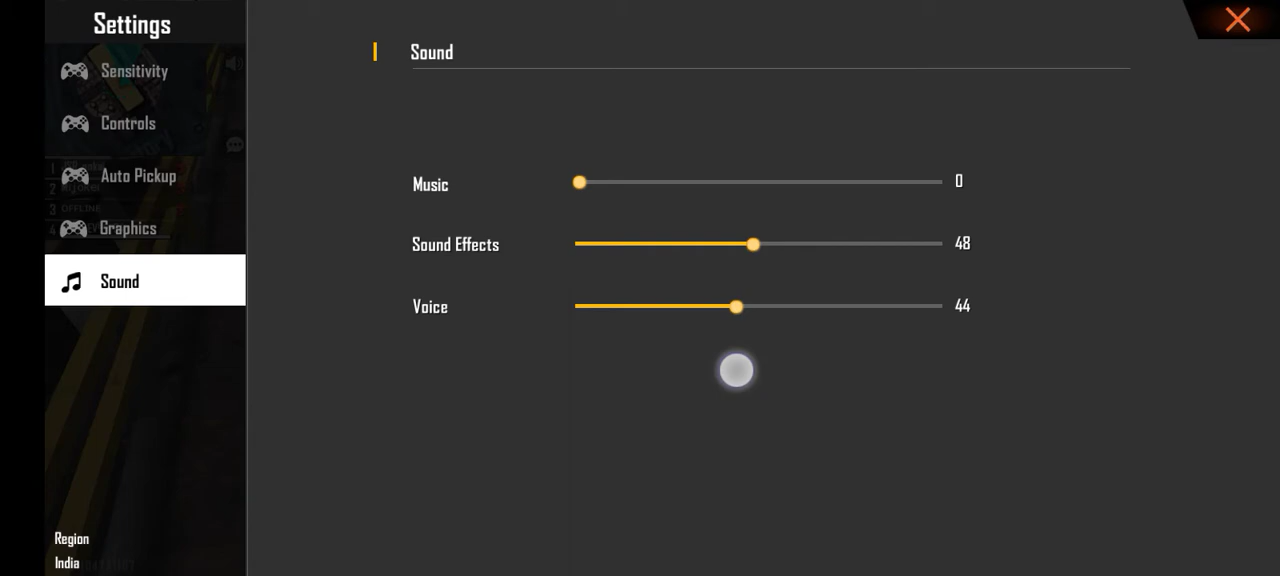 Settings
Sensitivity
Controls
Auto Pickup
Graphics
Sound
Region
India
Sound
Music 0
Sound Effects 48
Voice 44